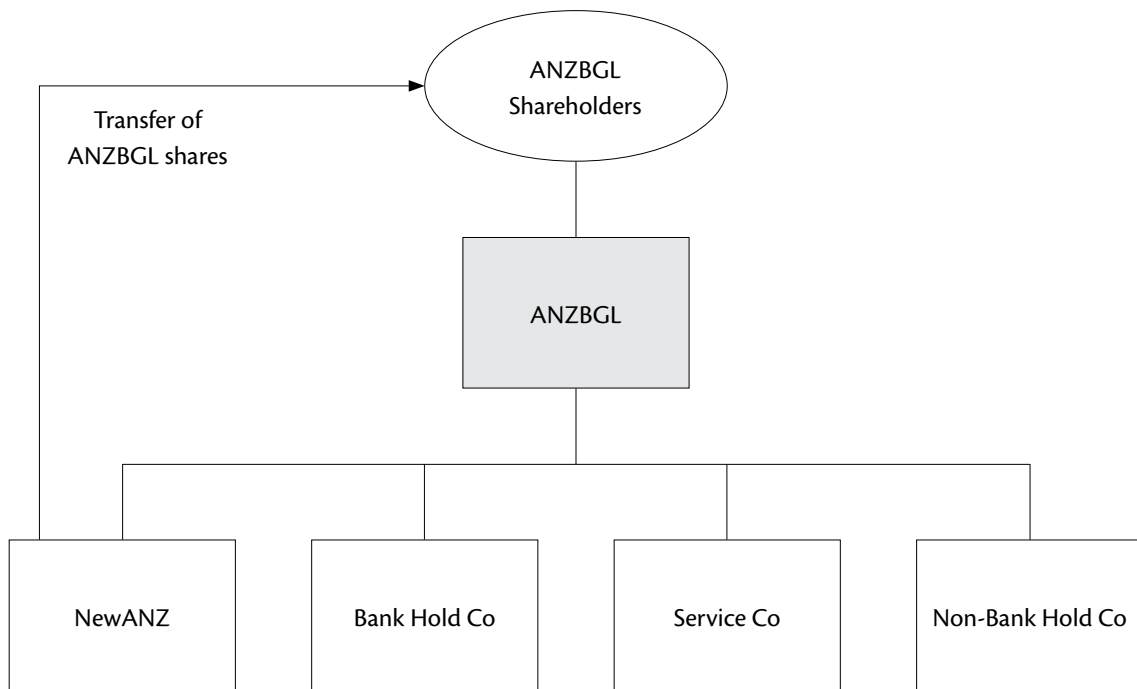 ANZBGL
Shareholders
Transfer of
ANZBGL shares
ANZBGL
NewANZ
Bank Hold Co
Service Co
Non-Bank Hold Co